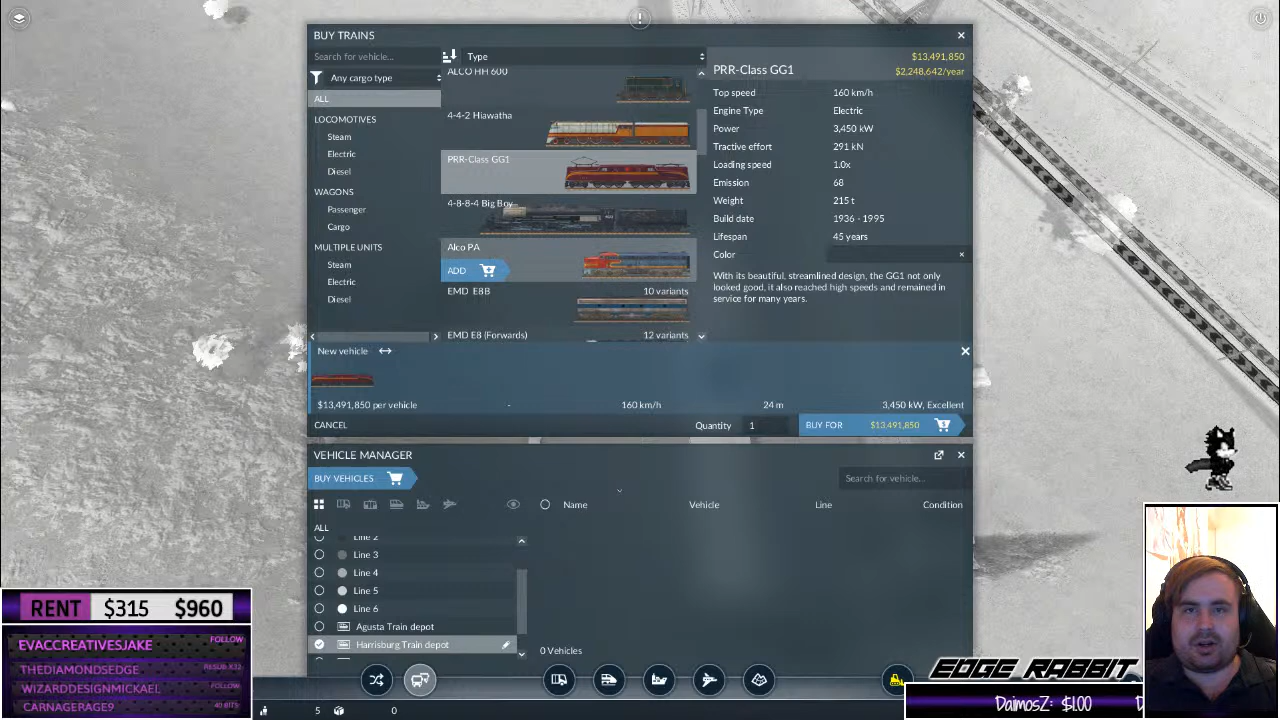 BUY TRAINS
Search for vehicle...
Type
$13,491,850
Any cargo type
ALCO HH 600
PRR-Class GG1
$2,248,642/year
ALL
Top speed 160 km/h
LOCOMOTIVES
4-4-2 Hiawatha
Engine Type Electric
Steam
Power 3,450 kW
Electric
PRR-Class GG1
Tractive effort 291 kN
Diesel
Loading speed 1.0x
WAGONS
Emission 68
Passenger
4-8-8-4 Big Boy
Weight 215 t
Cargo
Build date 1936 - 1995
MULTIPLE UNITS
Alco PA
Lifespan 45 years
Steam
ADD
Color
Electric
EMD E8B 10 variants
With its beautiful, streamlined design, the GG1 not only
looked good, it also reached high speeds and remained in
service for many years.
Diesel
EMD E8 (Forwards) 12 variants
New vehicle
$13,491,850 per vehicle - 160 km/h 24 m 3,450 kW, Excellent
CANCEL Quantity 1 BUY FOR $13,491,850
VEHICLE MANAGER
BUY VEHICLES
Search for vehicle...
Name Vehicle Line Condition
ALL
Line 2
Line 3
Line 4
Line 5
Line 6
Agusta Train depot
Harrisburg Train depot
0 Vehicles
RENT $315 $960
EVACCREATIVESJAKE FOLLOW
THEDIAMONDSEDGE RESUB X32
WIZARDDESIGNMICKAEL FOLLOW
CARNAGERAGE9 40 BITS
5 0
EDGE RABBIT
DaimosZ: $1.00 D